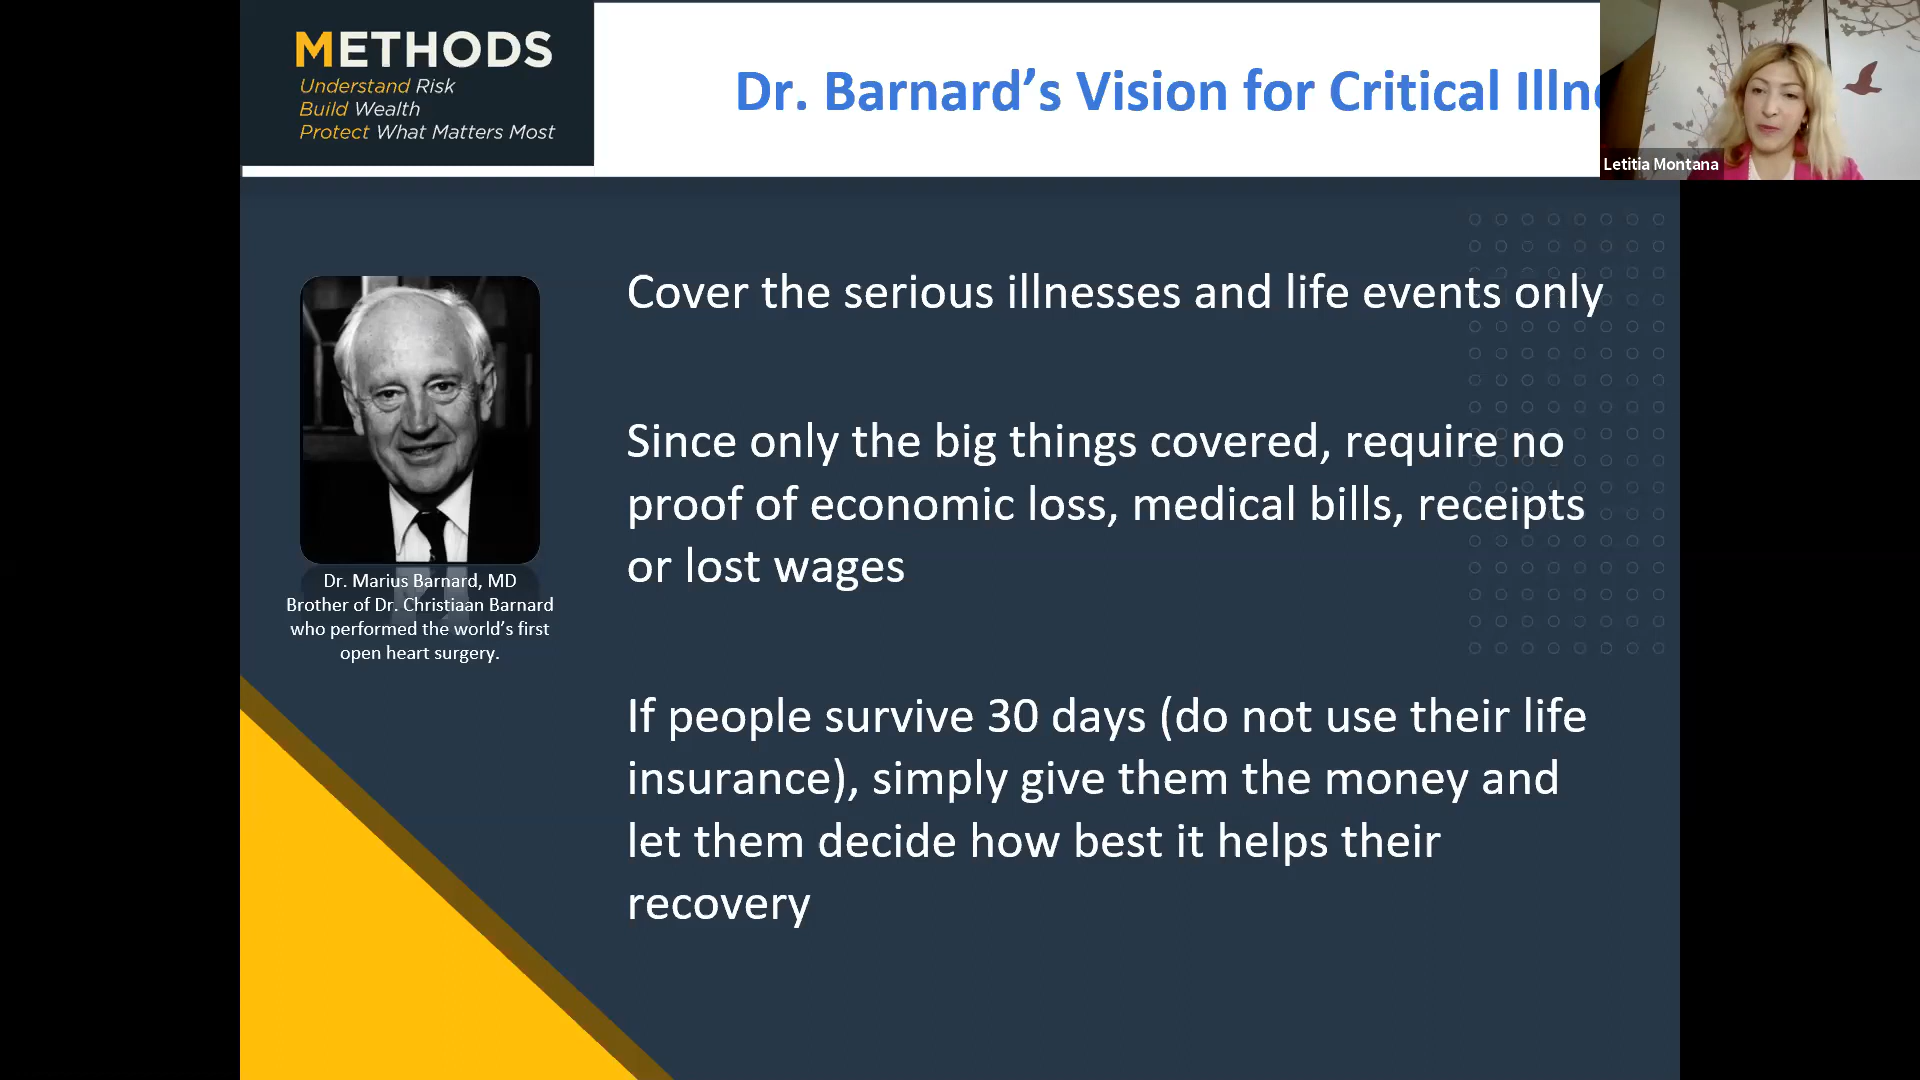 METHODS
Understand Risk
Build Wealth
Protect What Matters Most
Dr. Barnard’s Vision for Critical
Letitia Montana
Cover the serious illnesses and life events only
Since only the big things covered, require no
proof of economic loss, medical bills, receipts
or lost wages
Dr. Marius Barnard, MD
Brother of Dr. Christiaan Barnard
who performed the world’s first
open heart surgery.
If people survive 30 days (do not use their life
insurance), simply give them the money and
let them decide how best it helps their
recovery